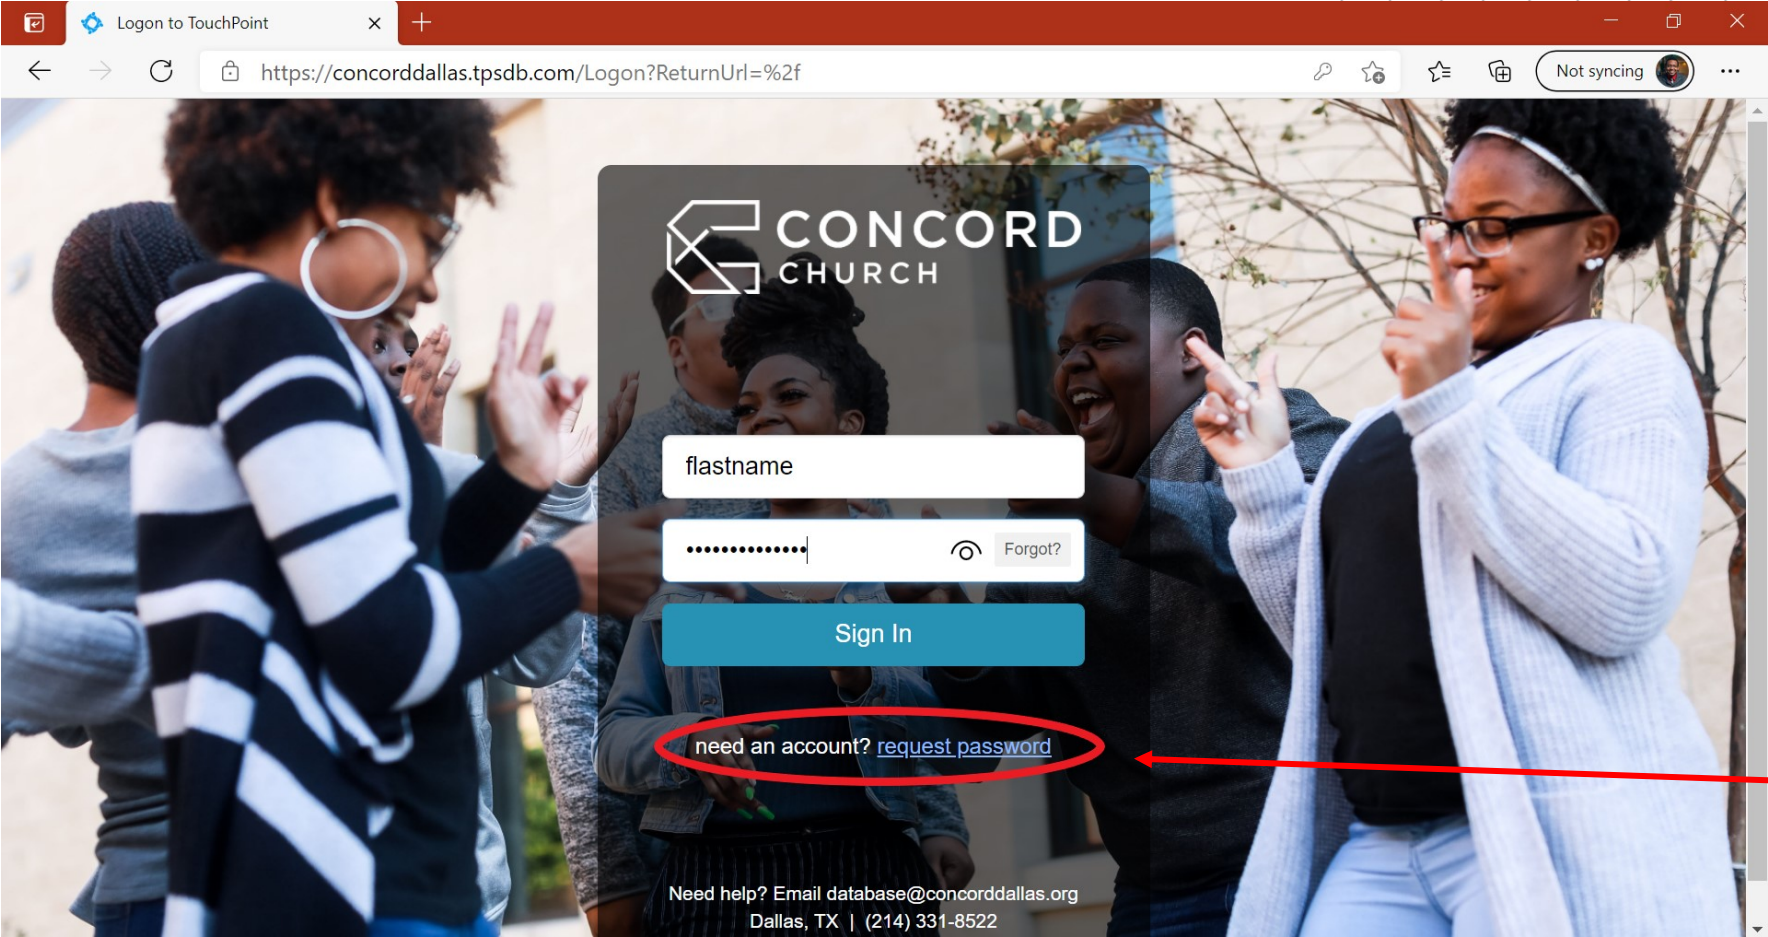 Logon to TouchPoint
https://concorddallas.tpsdb.com/Logon?ReturnUrl=%2f
Not syncing
CONCORD
CHURCH
flastname
Forgot?
Sign In
need an account? request password
Need help? Email database@concorddallas.org
Dallas, TX | (214) 331-8522